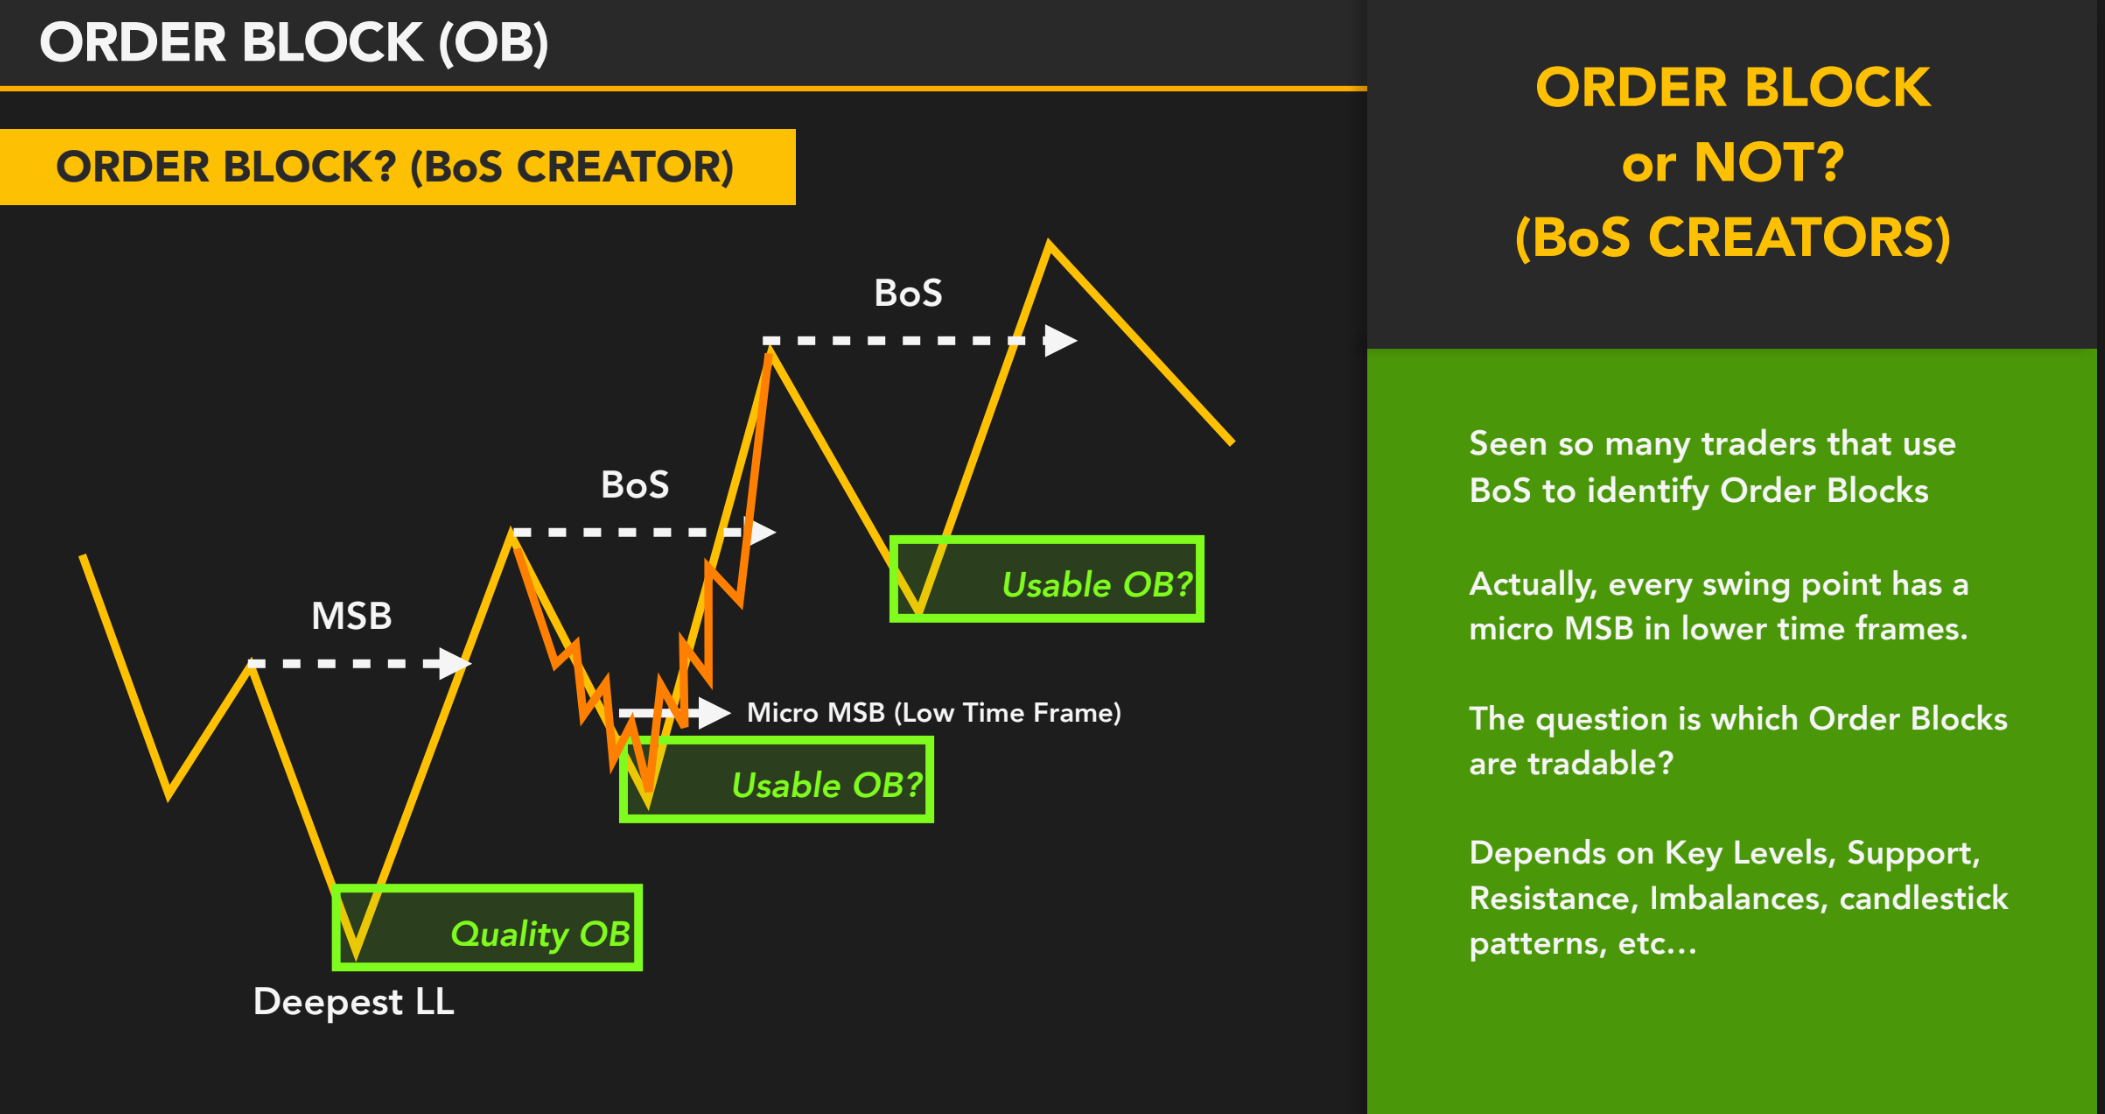 ORDER BLOCK (OB)
ORDER BLOCK? (BoS CREATOR)
BoS
BoS
MSB
Micro MSB (Low Time Frame)
Usable OB?
Usable OB?
Quality OB
Deepest LL
ORDER BLOCK
or NOT?
(BoS CREATORS)
Seen so many traders that use
BoS to identify Order Blocks
Actually, every swing point has a
micro MSB in lower time frames.
The question is which Order Blocks
are tradable?
Depends on Key Levels, Support,
Resistance, Imbalances, candlestick
patterns, etc...